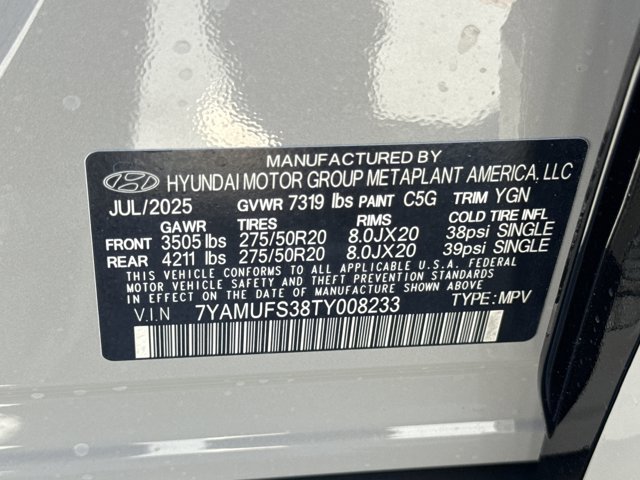 MANUFACTURED BY
HYUNDAI MOTOR GROUP METAPLANT AMERICA, LLC
JUL/2025 GVWR 7319 lbs PAINT C5G TRIM YGN
GAWR TIRES RIMS COLD TIRE INFL
FRONT 3505 lbs 275/50R20 8.0JX20 38psi SINGLE
REAR 4211 lbs 275/50R20 8.0JX20 39psi SINGLE
THIS VEHICLE CONFORMS TO ALL APPLICABLE U.S.A. FEDERAL
MOTOR VEHICLE SAFETY AND THEFT PREVENTION STANDARDS
IN EFFECT ON THE DATE OF MANUFACTURE SHOWN ABOVE.
V.I.N 7YAMUFS38TY008233 TYPE : MPV